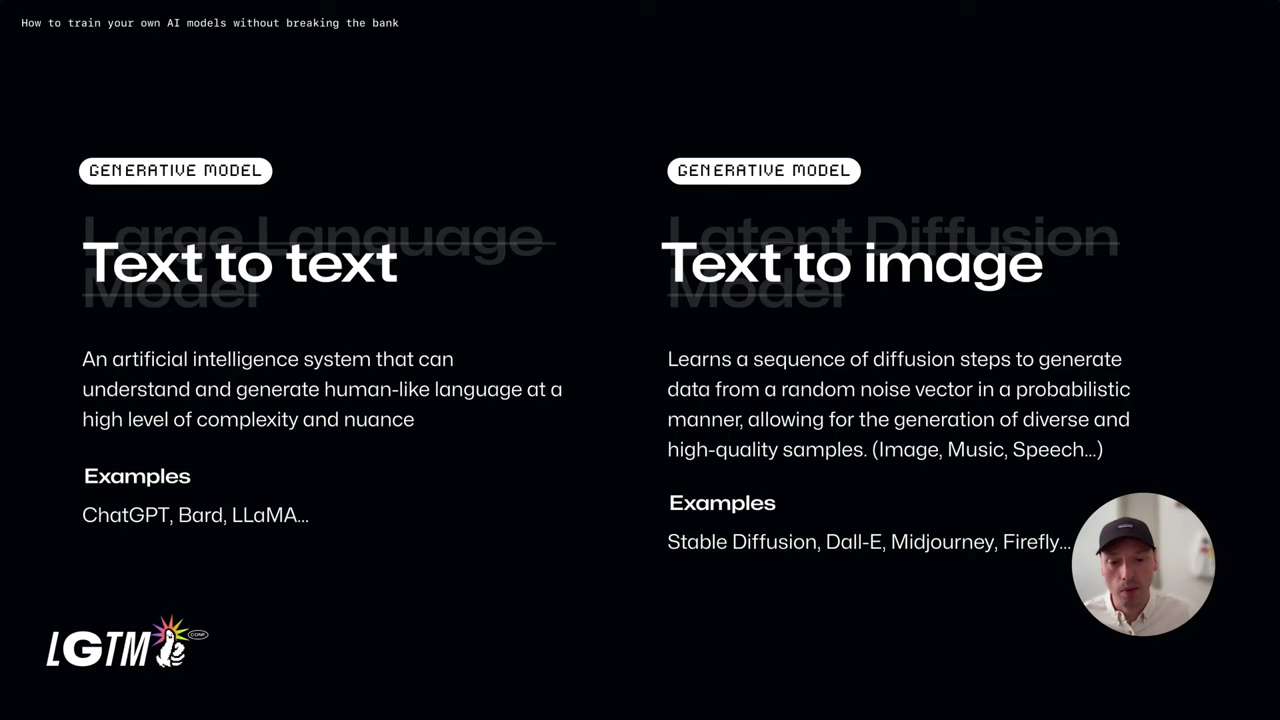 How to train your own AI models without breaking the bank
GENERATIVE MODEL
Large Language
Model
Text to text
An artificial intelligence system that can
understand and generate human-like language at a
high level of complexity and nuance
Examples
ChatGPT, Bard, LLaMA...
GENERATIVE MODEL
Latent Diffusion
Model
Text to image
Learns a sequence of diffusion steps to generate
data from a random noise vector in a probabilistic
manner, allowing for the generation of diverse and
high-quality samples. (Image, Music, Speech...)
Examples
Stable Diffusion, Dall-E, Midjourney, Firefly...
LGTM
CONF